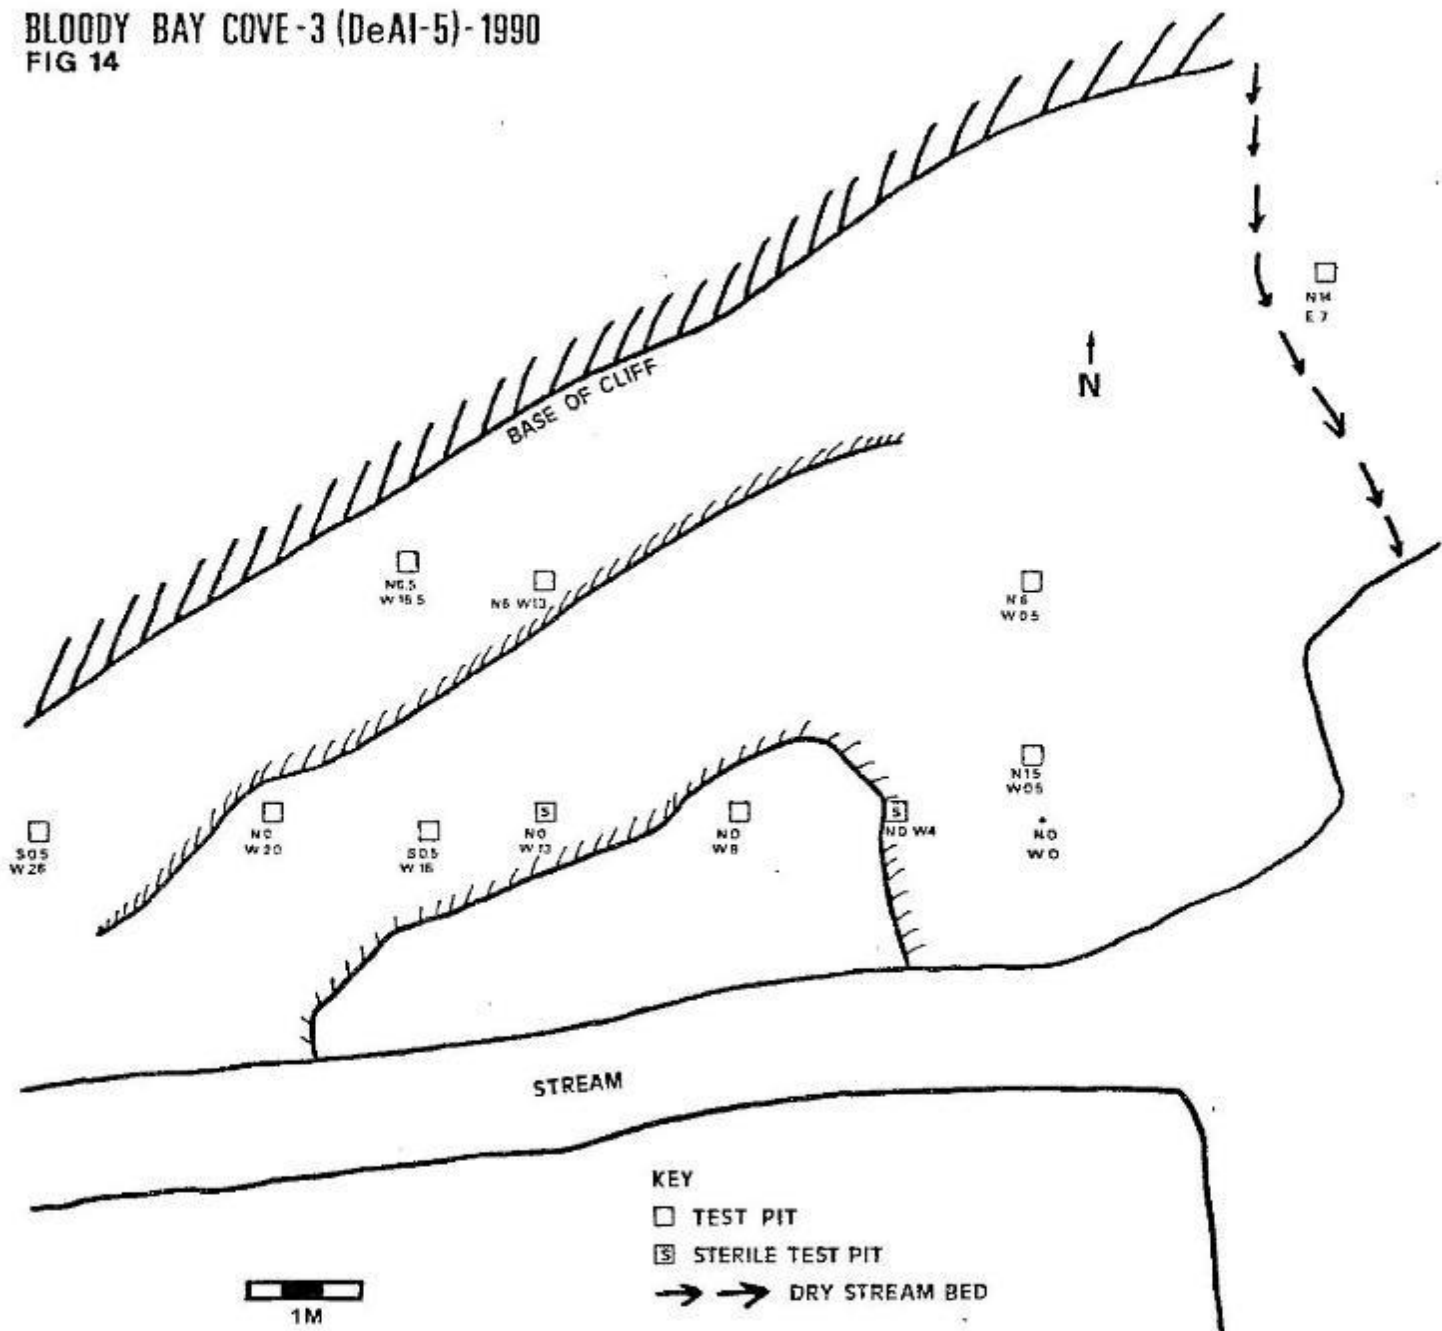 BLOODY BAY COVE-3 (DeAl-5)-1990
FIG 14
N14
E7
N
BASE OF CLIFF
N6.5
W16.5
N6 W13
N6
W0.5
N1.5
W0.5
S0.5
W26
N0
W20
S0.5
W16
S
N0
W13
N0
W8
S
N0 W4
N0
W0
STREAM
KEY
TEST PIT
S STERILE TEST PIT
DRY STREAM BED
1M